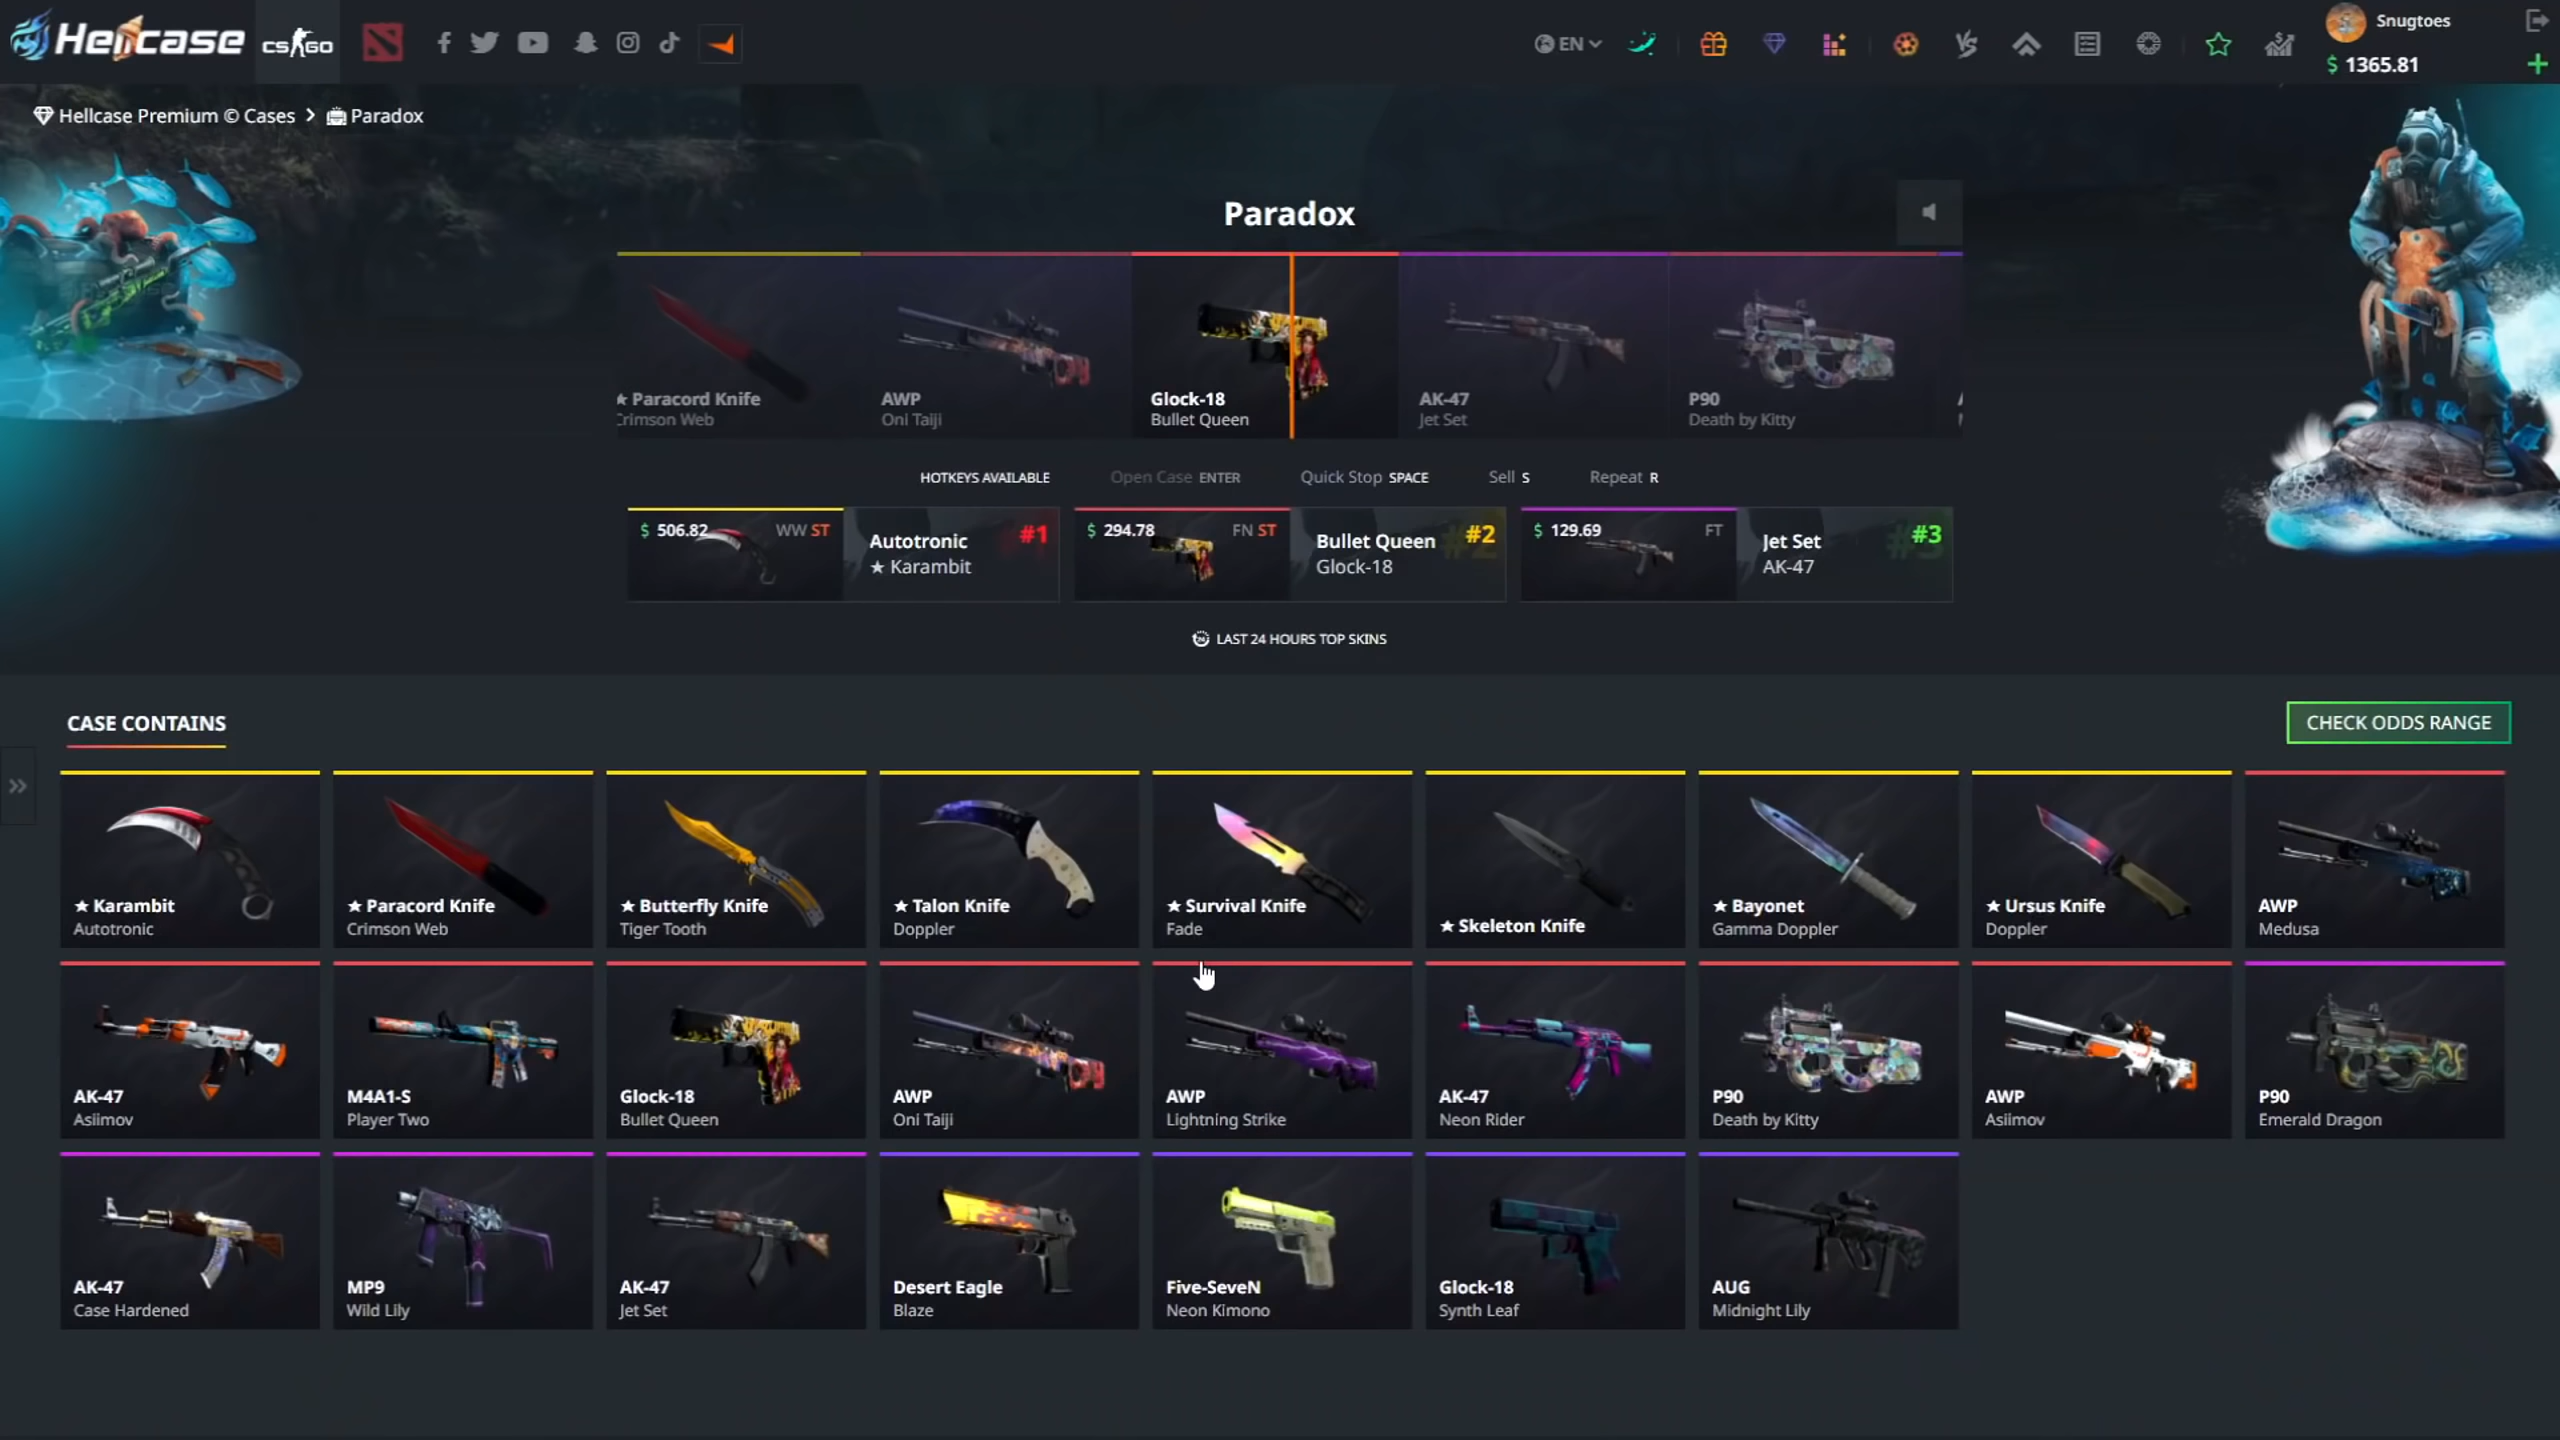 Hellcase
CS:GO
EN
Snugtoes
$ 1365.81
Hellcase Premium © Cases
Paradox
Paradox
★ Paracord Knife
Crimson Web
AWP
Oni Taiji
Glock-18
Bullet Queen
AK-47
Jet Set
P90
Death by Kitty
HOTKEYS AVAILABLE
Open Case ENTER
Quick Stop SPACE
Sell S
Repeat R
$ 506.82
WW ST
Autotronic
★ Karambit
#1
$ 294.78
FN ST
Bullet Queen
Glock-18
#2
$ 129.69
FT
Jet Set
AK-47
#3
LAST 24 HOURS TOP SKINS
CASE CONTAINS
CHECK ODDS RANGE
★ Karambit
Autotronic
★ Paracord Knife
Crimson Web
★ Butterfly Knife
Tiger Tooth
★ Talon Knife
Doppler
★ Survival Knife
Fade
★ Skeleton Knife
★ Bayonet
Gamma Doppler
★ Ursus Knife
Doppler
AWP
Medusa
AK-47
Asiimov
M4A1-S
Player Two
Glock-18
Bullet Queen
AWP
Oni Taiji
AWP
Lightning Strike
AK-47
Neon Rider
P90
Death by Kitty
AWP
Asiimov
P90
Emerald Dragon
AK-47
Case Hardened
MP9
Wild Lily
AK-47
Jet Set
Desert Eagle
Blaze
Five-SeveN
Neon Kimono
Glock-18
Synth Leaf
AUG
Midnight Lily